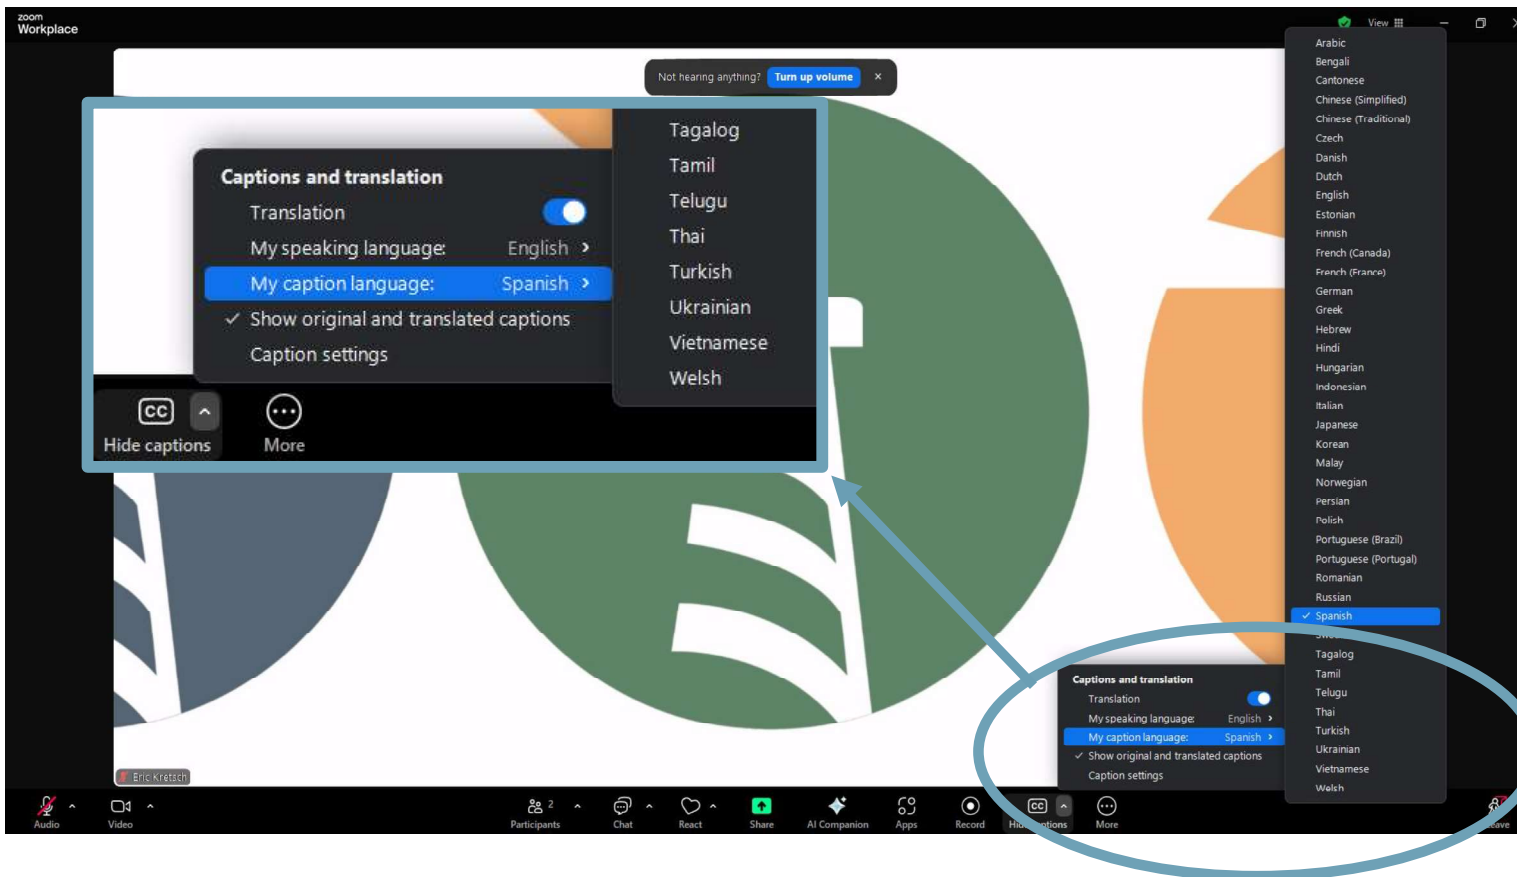 zoom
Workplace
View
Not hearing anything? Turn up volume
Captions and translation
Translation
My speaking language: English
My caption language: Spanish
Show original and translated captions
Caption settings
Tagalog
Tamil
Telugu
Thai
Turkish
Ukrainian
Vietnamese
Welsh
CC
Hide captions
More
Arabic
Bengali
Cantonese
Chinese (Simplified)
Chinese (Traditional)
Czech
Danish
Dutch
English
Estonian
Finnish
French (Canada)
French (France)
German
Greek
Hebrew
Hindi
Hungarian
Indonesian
Italian
Japanese
Korean
Malay
Norwegian
Persian
Polish
Portuguese (Brazil)
Portuguese (Portugal)
Romanian
Russian
Spanish
Tagalog
Tamil
Telugu
Thai
Turkish
Ukrainian
Vietnamese
Welsh
Captions and translation
Translation
My speaking language: English
My caption language: Spanish
Show original and translated captions
Caption settings
Eric Kretsch
Audio
Video
2
Participants
Chat
React
Share
AI Companion
Apps
Record
CC
More